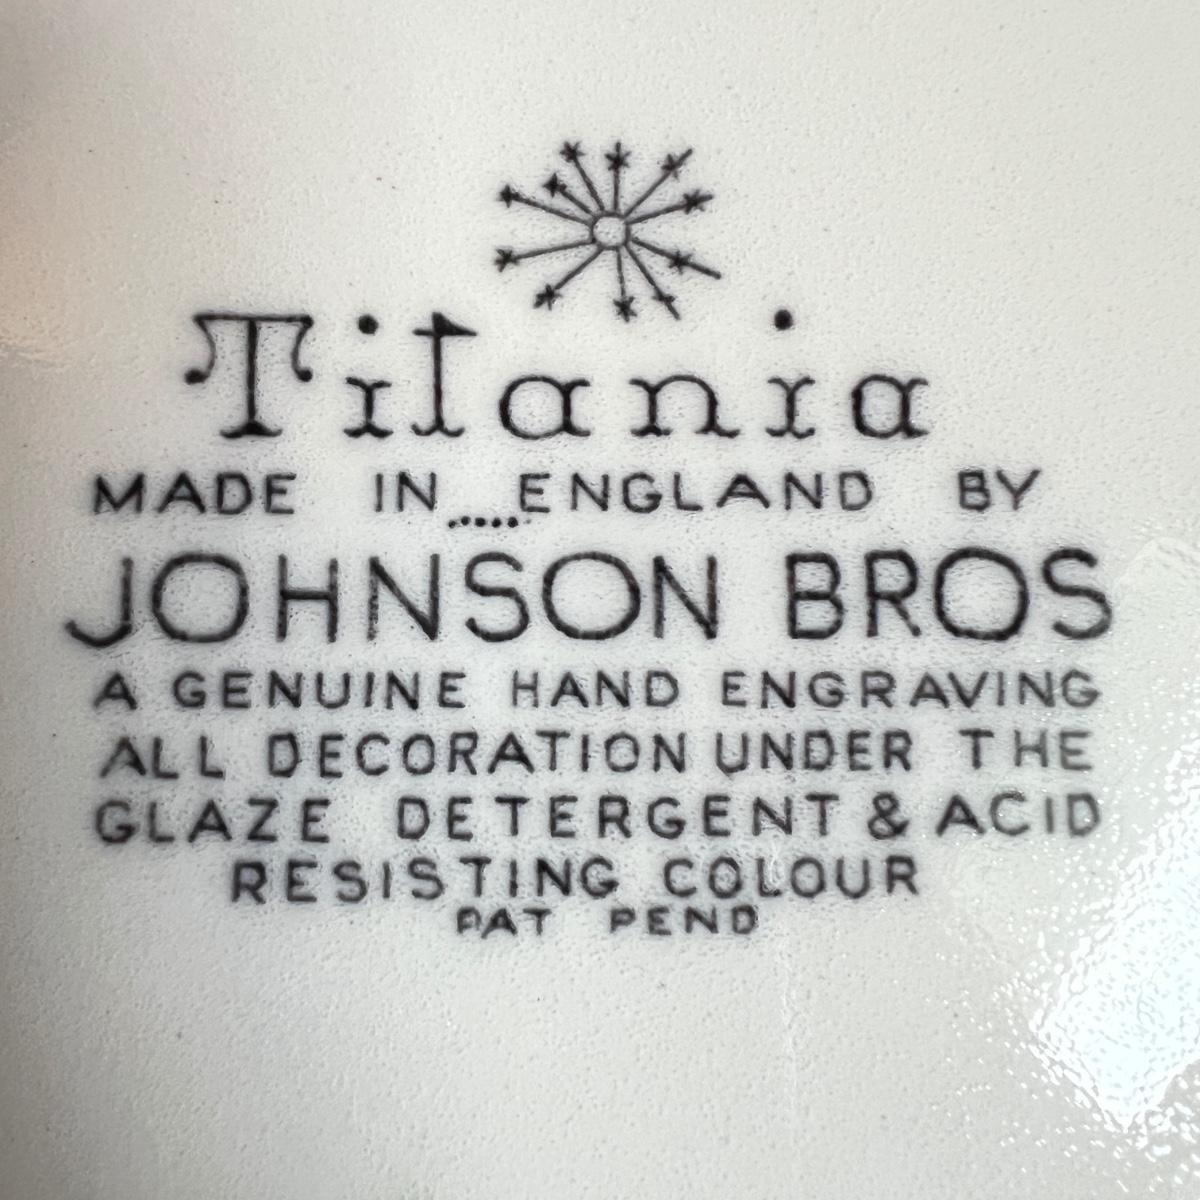 Titania
MADE IN ENGLAND BY
JOHNSON BROS
A GENUINE HAND ENGRAVING
ALL DECORATION UNDER THE
GLAZE DETERGENT & ACID
RESISTING COLOUR
PAT PEND